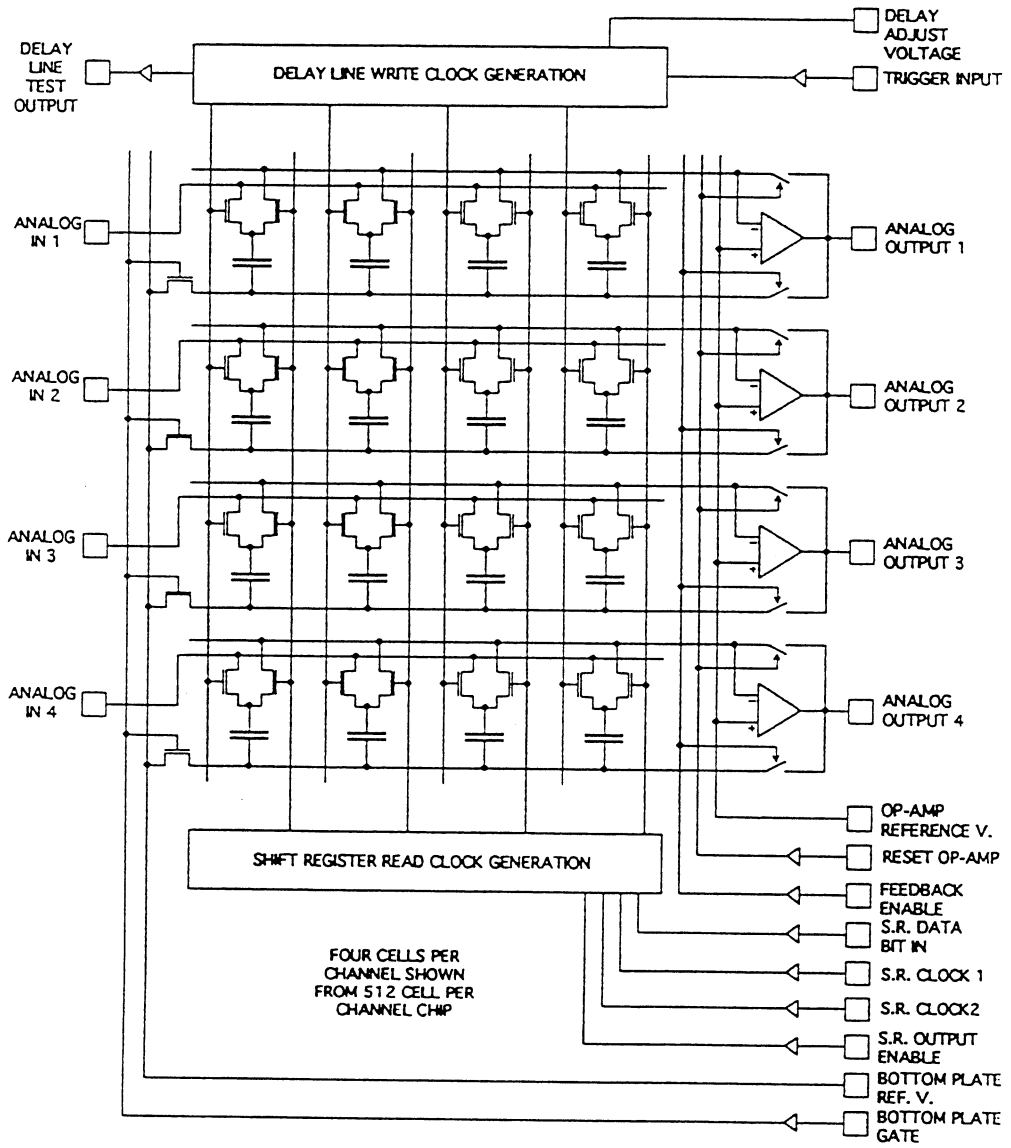 DELAY
ADJUST
VOLTAGE
DELAY
LINE
TEST
OUTPUT
DELAY LINE WRITE CLOCK GENERATION
TRIGGER INPUT
ANALOG
IN 1
-
+
ANALOG
OUTPUT 1
ANALOG
IN 2
-
+
ANALOG
OUTPUT 2
ANALOG
IN 3
-
+
ANALOG
OUTPUT 3
ANALOG
IN 4
-
+
ANALOG
OUTPUT 4
OP-AMP
REFERENCE V.
SHIFT REGISTER READ CLOCK GENERATION
RESET OP-AMP
FEEDBACK
ENABLE
S.R. DATA
BIT IN
FOUR CELLS PER
CHANNEL SHOWN
FROM 512 CELL PER
CHANNEL CHIP
S.R. CLOCK 1
S.R. CLOCK2
S.R. OUTPUT
ENABLE
BOTTOM PLATE
REF. V.
BOTTOM PLATE
GATE